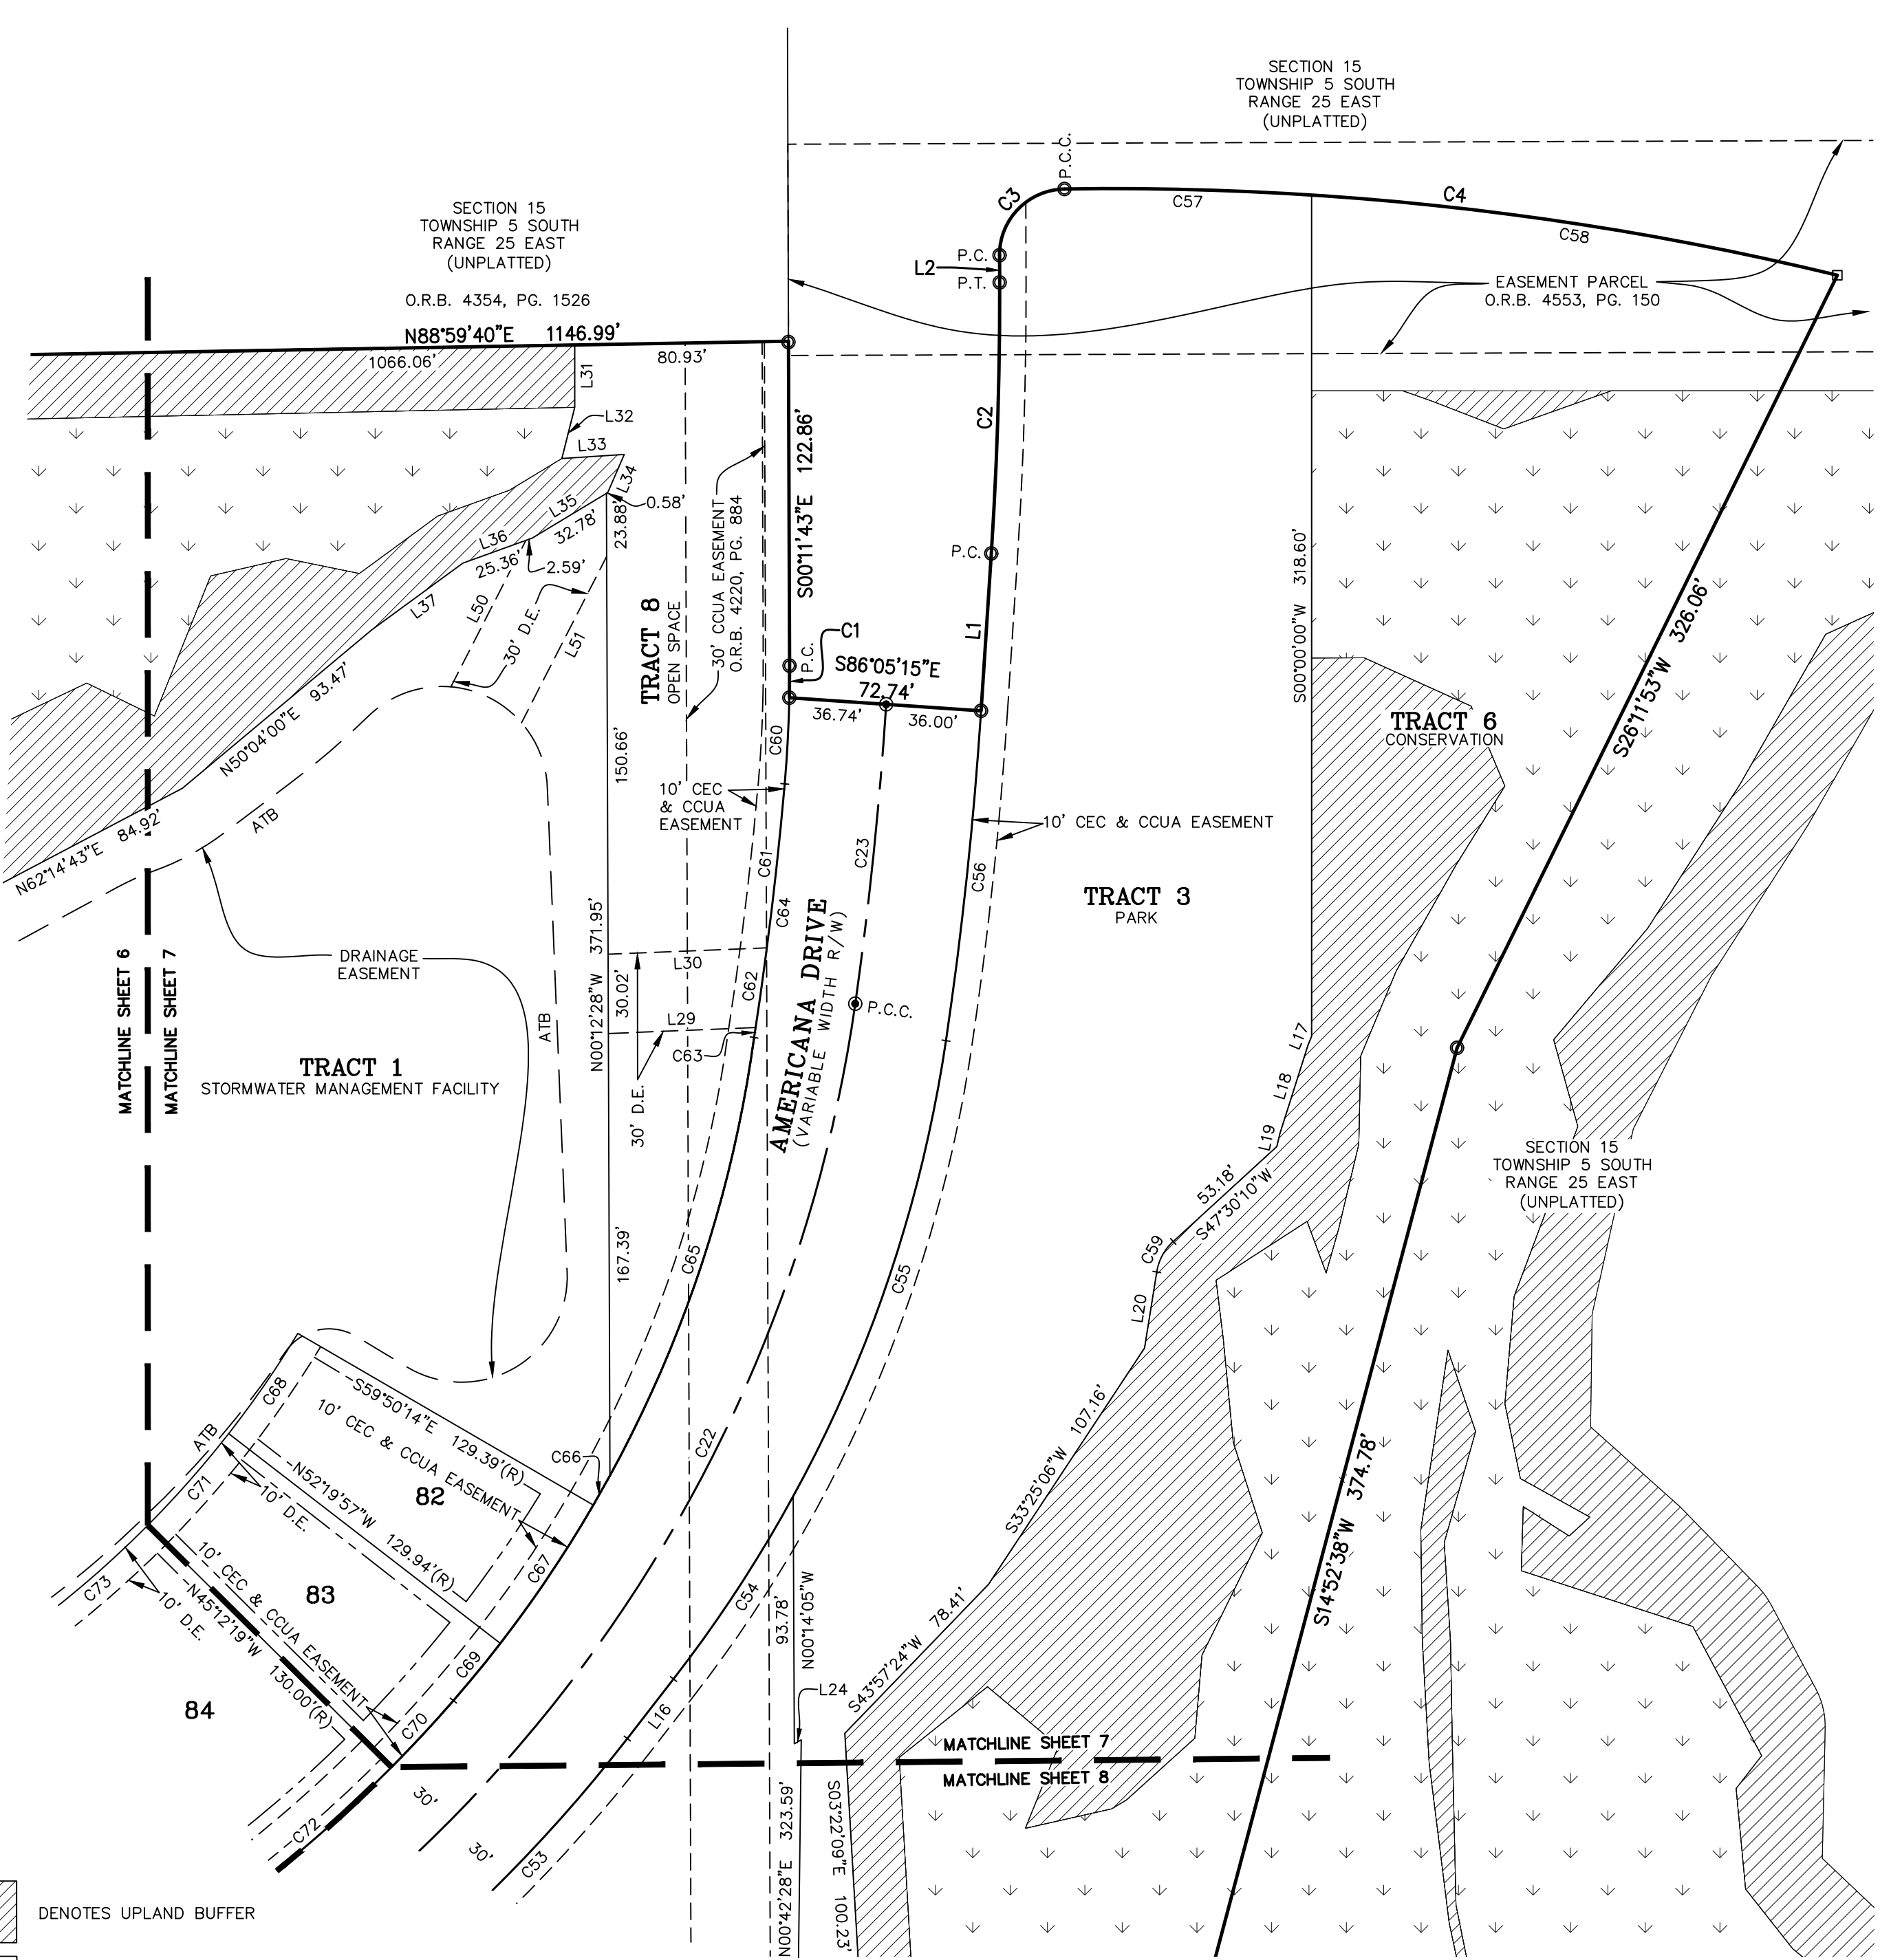 SECTION 15
TOWNSHIP 5 SOUTH
RANGE 25 EAST
(UNPLATTED)
P.C.C.
C3
C57
C4
C58
SECTION 15
TOWNSHIP 5 SOUTH
RANGE 25 EAST
(UNPLATTED)
O.R.B. 4354, PG. 1526
P.C.
L2
P.T.
EASEMENT PARCEL
O.R.B. 4553, PG. 150
N88°59'40"E 1146.99'
1066.06'
80.93'
L31
L32
L33
L34
0.58'
L35
32.78'
L36
25.36'
2.59'
23.88'
L37
L50
30' D.E.
L51
TRACT 8
OPEN SPACE
30' CCUA EASEMENT
O.R.B. 4220, PG. 884
S00°11'43"E 122.86'
C2
P.C.
L1
P.C.
C1
S86°05'15"E
72.74'
36.74'
36.00'
S00°00'00"W 318.60'
TRACT 6
CONSERVATION
S26°11'53"W 326.06'
N50°04'00"E 93.47'
150.66'
C60
10' CEC
& CCUA
EASEMENT
N62°14'43"E 84.92'
ATB
C61
C23
C56
10' CEC & CCUA EASEMENT
TRACT 3
PARK
C64
MATCHLINE SHEET 6
MATCHLINE SHEET 7
DRAINAGE
EASEMENT
N00°12'28"W 371.95'
L30
30.02'
C62
L29
C63
ATB
30' D.E.
AMERICANA DRIVE
(VARIABLE WIDTH R/W)
P.C.C.
TRACT 1
STORMWATER MANAGEMENT FACILITY
L17
L18
L19
53.18'
S47°30'10"W
C59
L20
SECTION 15
TOWNSHIP 5 SOUTH
RANGE 25 EAST
(UNPLATTED)
167.39'
C65
C55
C68
S59°50'14"E 129.39'(R)
10' CEC & CCUA EASEMENT
82
C66
C22
ATB
C71
N52°19'57"W 129.94'(R)
10' D.E.
S33°25'06"W 107.16'
S14°52'38"W 374.78'
C67
C73
10' D.E.
10' CEC & CCUA EASEMENT
83
N45°12'19"W 130.00'(R)
C54
93.78'
N00°14'05"W
S43°57'24"W 78.41'
C69
84
C70
L16
L24
MATCHLINE SHEET 7
MATCHLINE SHEET 8
30'
C72
30'
C53
N00°42'28"E 323.59'
S03°22'09"E 100.23'
DENOTES UPLAND BUFFER